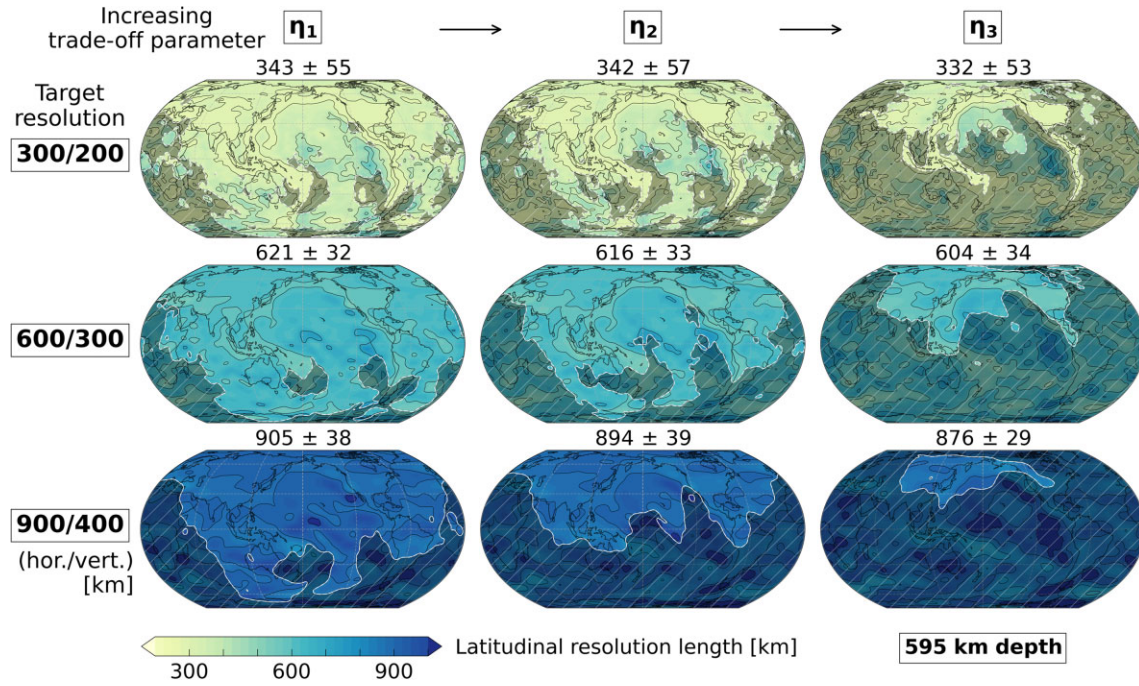 Increasing
trade-off parameter η1 → η2 → η3
343 ± 55 342 ± 57 332 ± 53
Target
resolution
300/200
621 ± 32 616 ± 33 604 ± 34
600/300
905 ± 38 894 ± 39 876 ± 29
900/400
(hor./vert.)
[km]
Latitudinal resolution length [km]
595 km depth
300 600 900